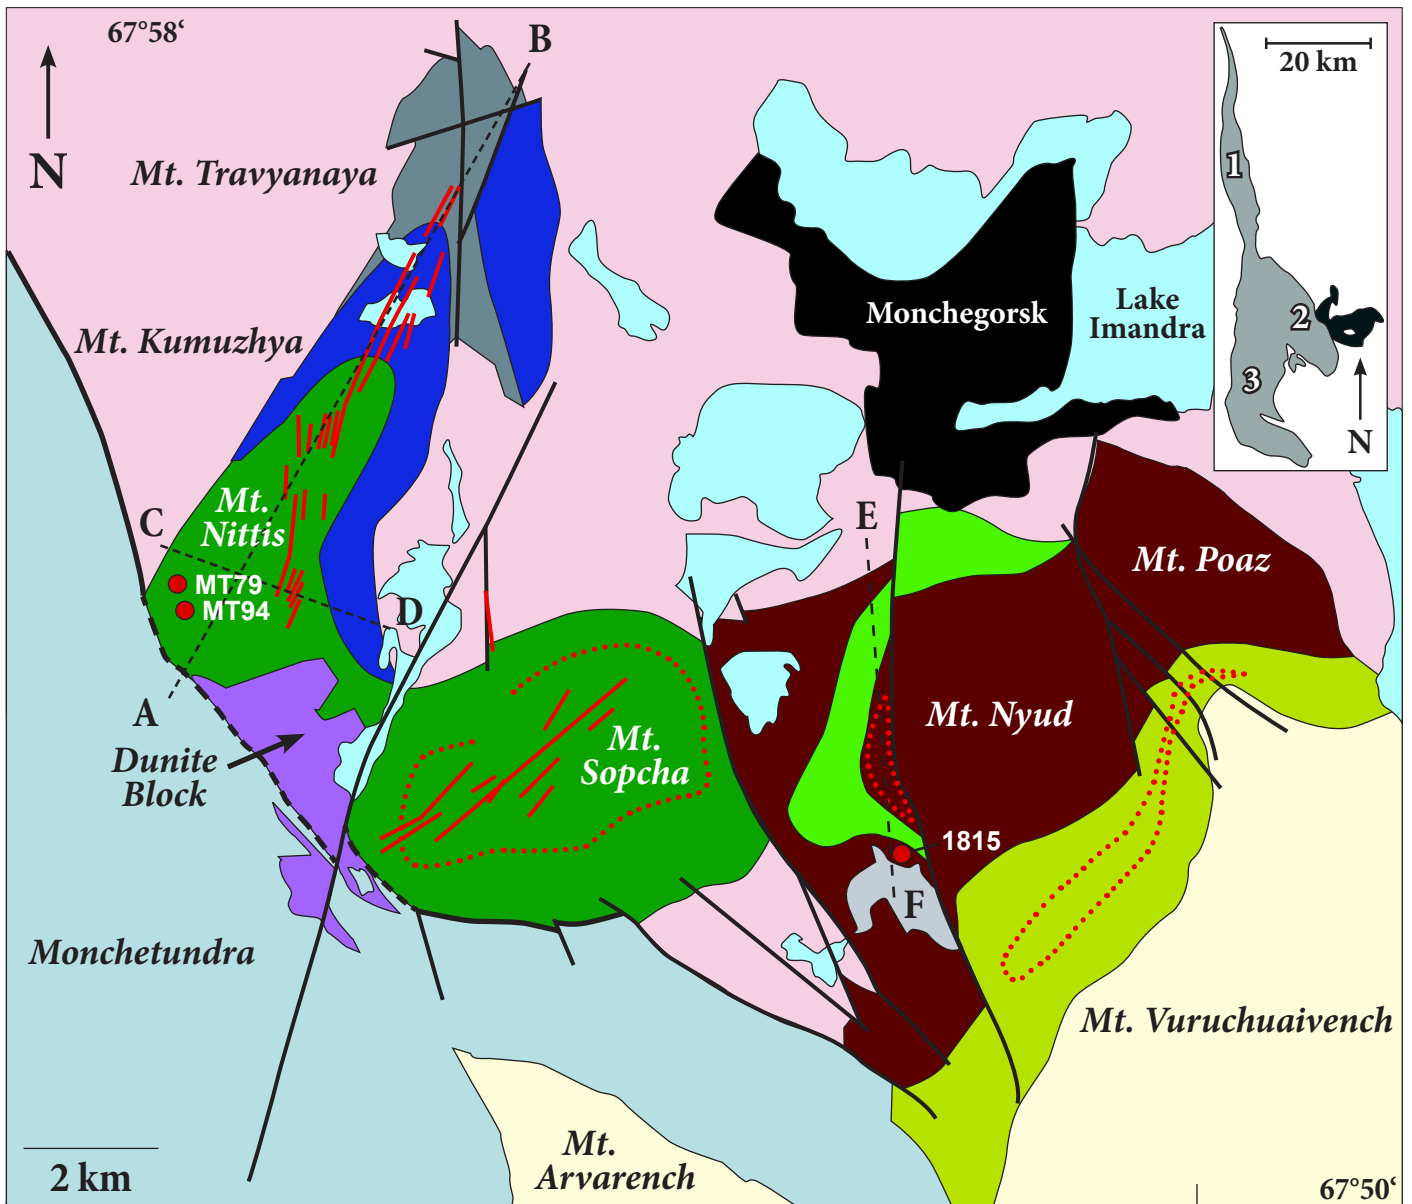 67°58‘
B
20 km
N
Mt. Travyanaya
1
2
3
N
Monchegorsk
Lake
Imandra
Mt. Kumuzhya
Mt.
Nittis
C
E
Mt. Poaz
MT79
MT94
D
A
Mt. Nyud
Dunite
Block
Mt.
Sopcha
1815
F
Monchetundra
Mt. Vuruchuaivench
Mt.
Arvarench
2 km
67°50‘